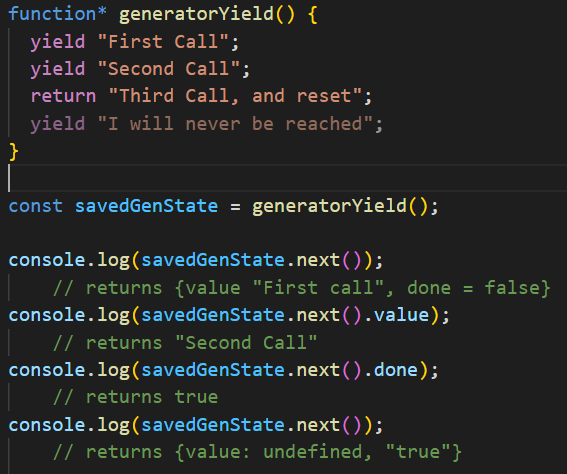 function* generatorYield() {
  yield "First Call";
  yield "Second Call";
  return "Third Call, and reset";
  yield "I will never be reached";
}
const savedGenState = generatorYield();
console.log(savedGenState.next());
    // returns {value "First call", done = false}
console.log(savedGenState.next().value);
    // returns "Second Call"
console.log(savedGenState.next().done);
    // returns true
console.log(savedGenState.next());
    // returns {value: undefined, "true"}